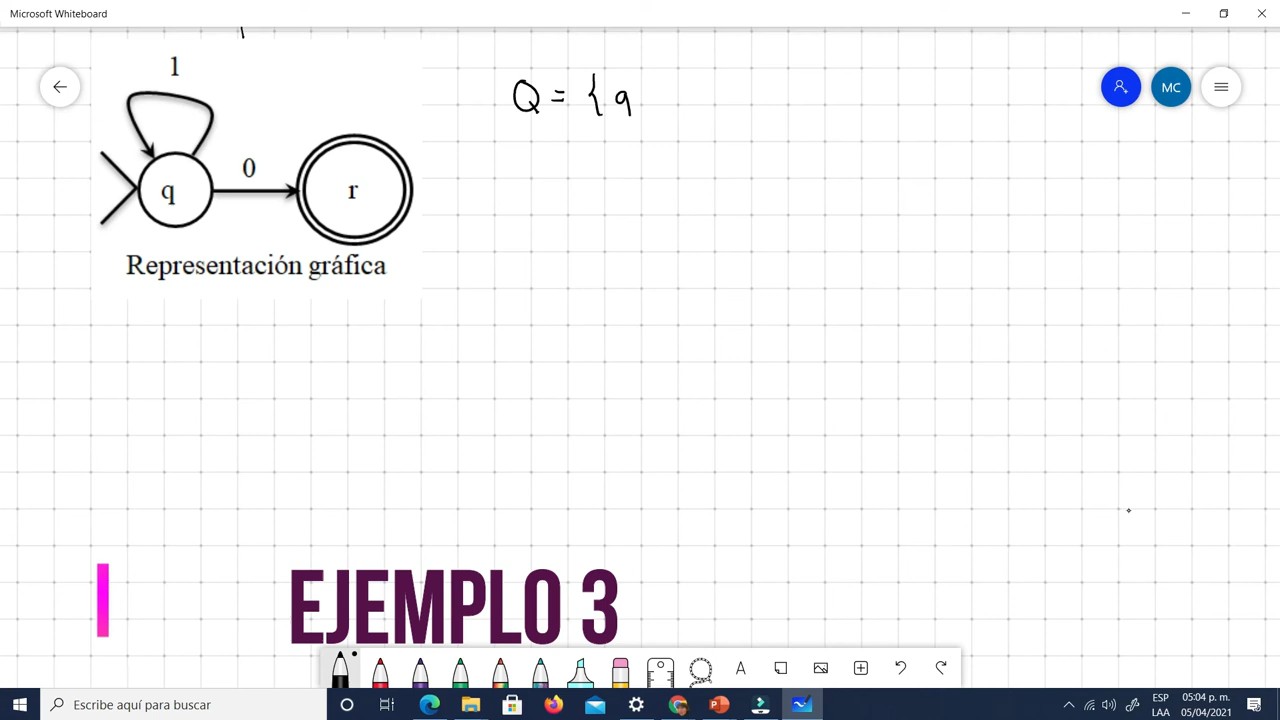 Microsoft Whiteboard
1
Q = { q
MC
0
q
r
Representación gráfica
EJEMPLO 3
A
Escribe aquí para buscar
ESP
05:04 p. m.
LAA
05/04/2021